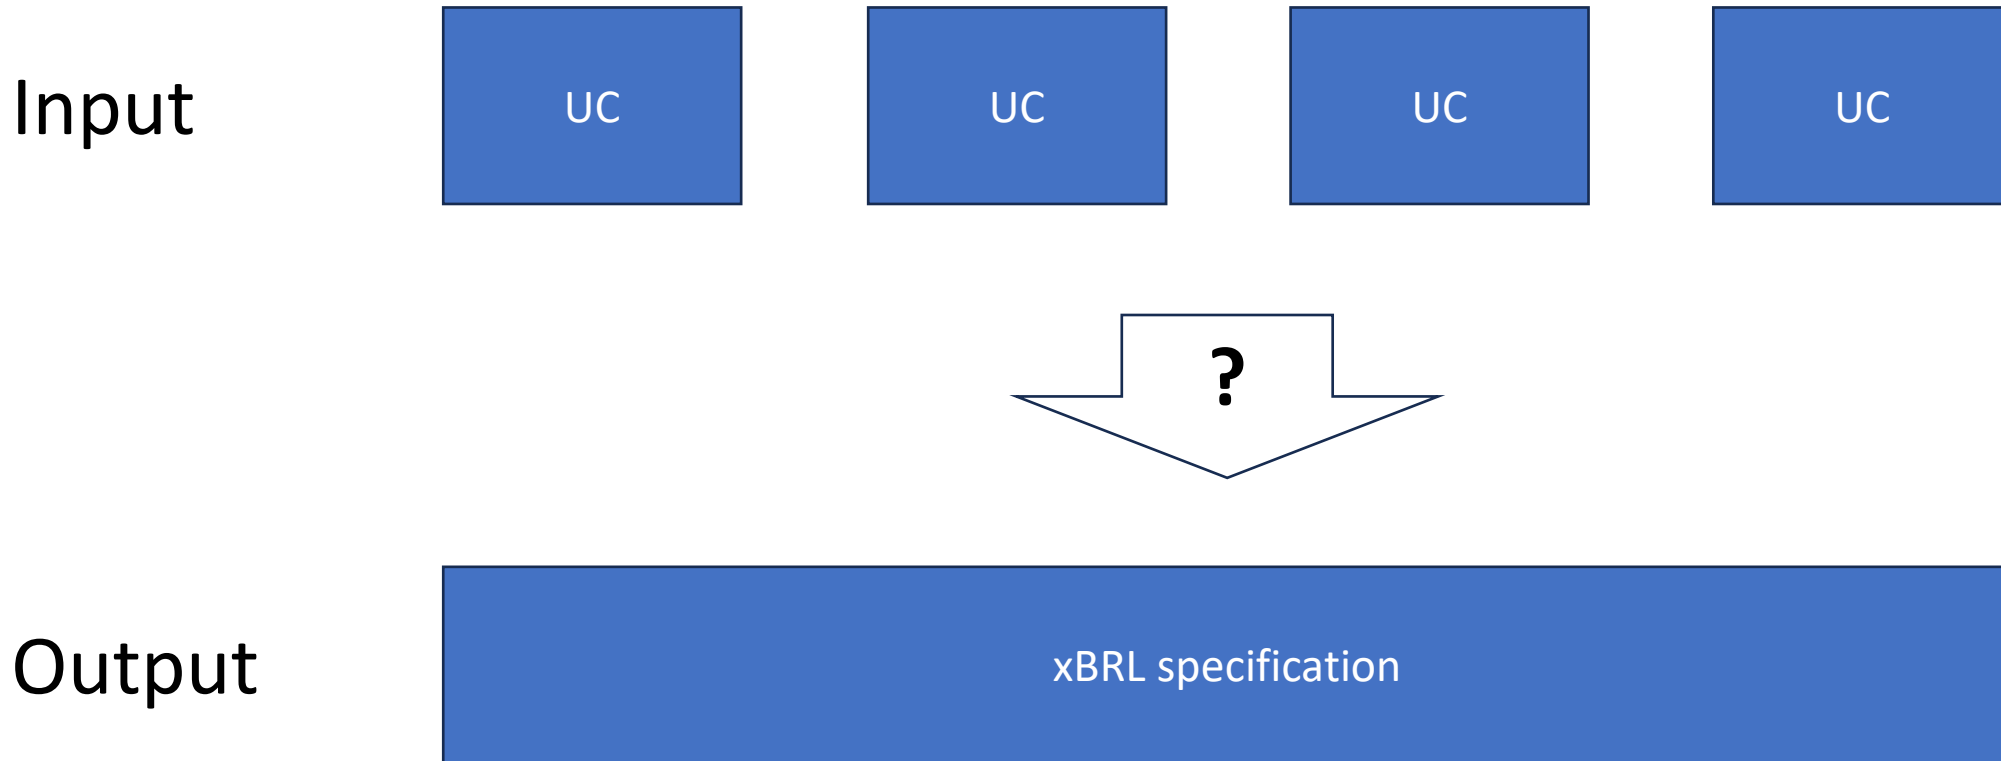 Input
UC
UC
UC
UC
?
Output
xBRL specification